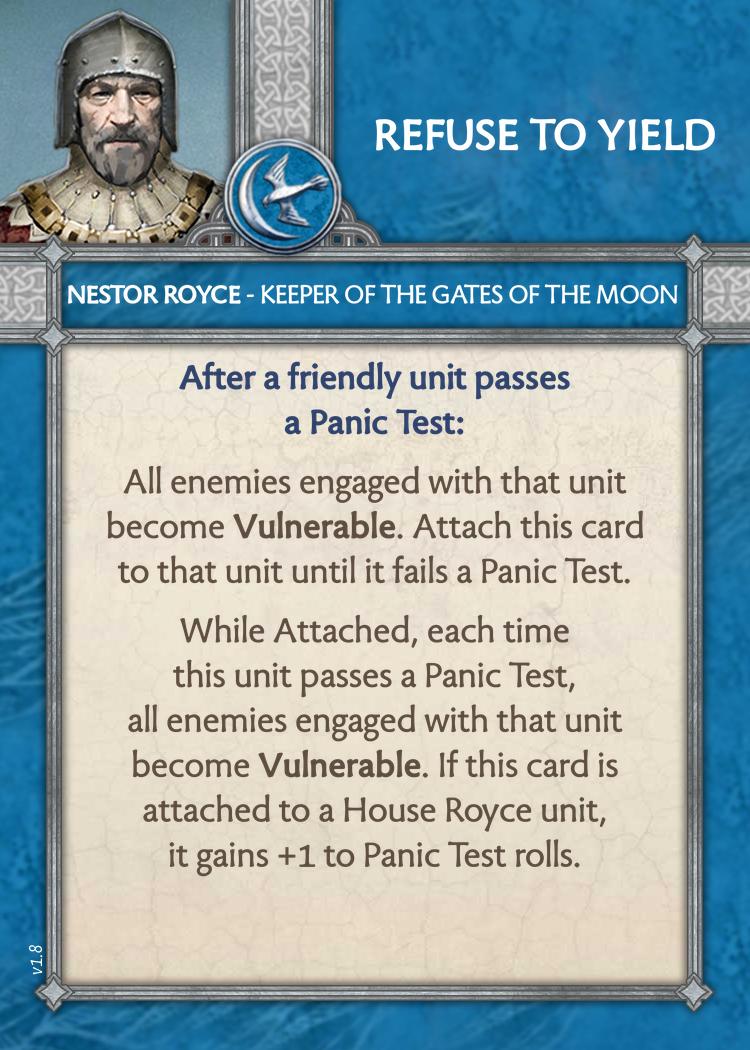 REFUSE TO YIELD
NESTOR ROYCE - KEEPER OF THE GATES OF THE MOON
After a friendly unit passes
a Panic Test:
All enemies engaged with that unit
become Vulnerable. Attach this card
to that unit until it fails a Panic Test.
While Attached, each time
this unit passes a Panic Test,
all enemies engaged with that unit
become Vulnerable. If this card is
attached to a House Royce unit,
it gains +1 to Panic Test rolls.
v1.8